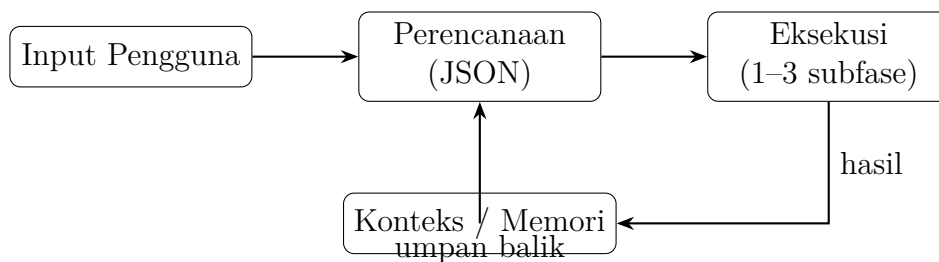 Input Pengguna
Perencanaan
(JSON)
Eksekusi
(1–3 subfase)
hasil
Konteks / Memori
umpan balik